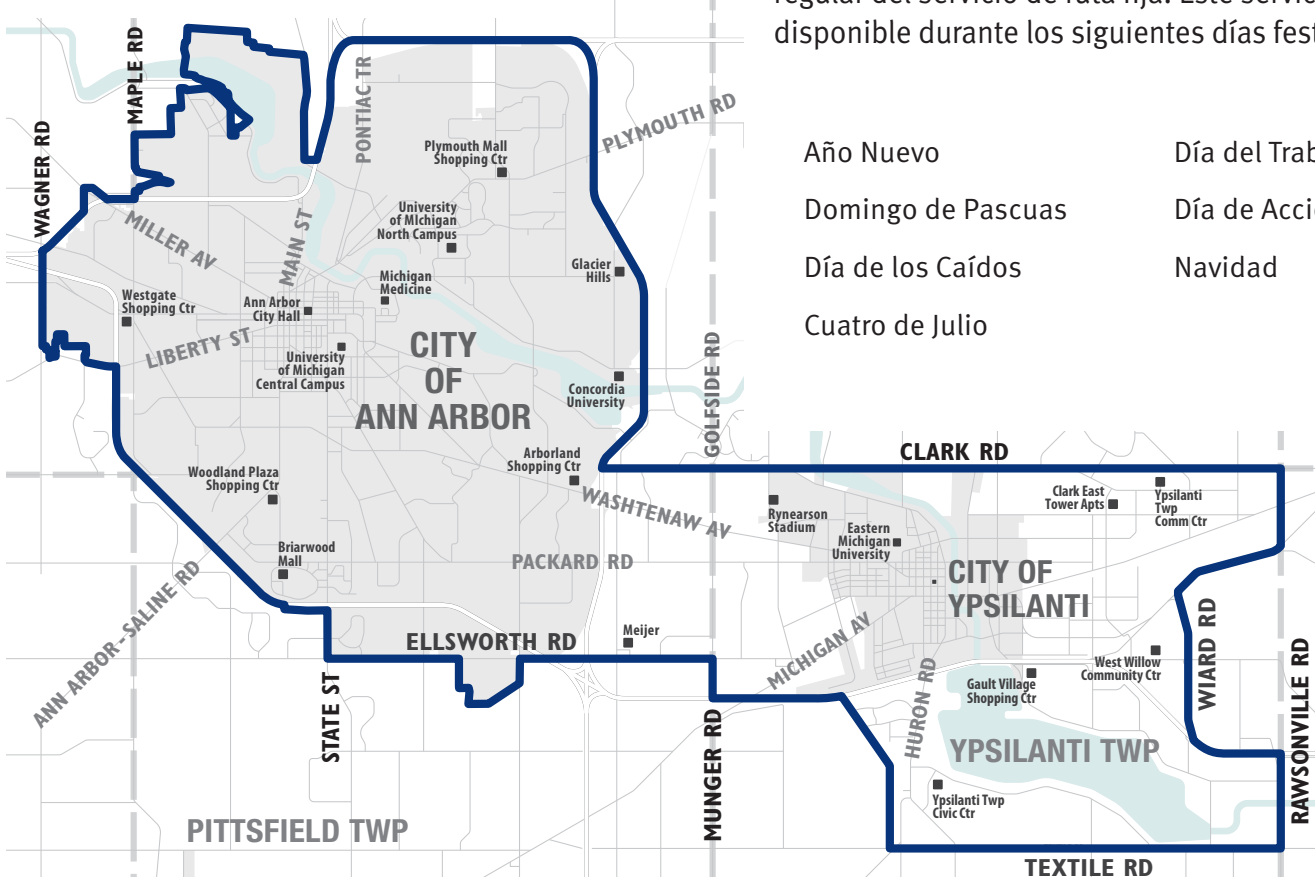 regular del servicio de ruta fija. Este servici
disponible durante los siguientes días fest
Año Nuevo
Domingo de Pascuas
Día de los Caídos
Cuatro de Julio
Día del Trab
Día de Acci
Navidad
MAPLE RD
WAGNER RD
PONTIAC TR
PLYMOUTH RD
Plymouth Mall
Shopping Ctr
MILLER AV
MAIN ST
University
of MIchigan
North Campus
Glacier
Hills
Michigan
Medicine
Westgate
Shopping Ctr
Ann Arbor
City Hall
LIBERTY ST
University
of Michigan
Central Campus
CITY
OF
ANN ARBOR
Concordia
University
GOLFSIDE RD
Arborland
Shopping Ctr
CLARK RD
Woodland Plaza
Shopping Ctr
WASHTENAW AV
Rynearson
Stadium
Eastern
Michigan
University
Clark East
Tower Apts
Ypsilanti
Twp
Comm Ctr
Briarwood
Mall
PACKARD RD
CITY OF
YPSILANTI
ANN ARBOR-SALINE RD
ELLSWORTH RD
Meijer
MICHIGAN AV
HURON RD
Gault Village
Shopping Ctr
West Willow
Community Ctr
WIARD RD
RAWSONVILLE RD
STATE ST
MUNGER RD
YPSILANTI TWP
Ypsilanti Twp
Civic Ctr
PITTSFIELD TWP
TEXTILE RD